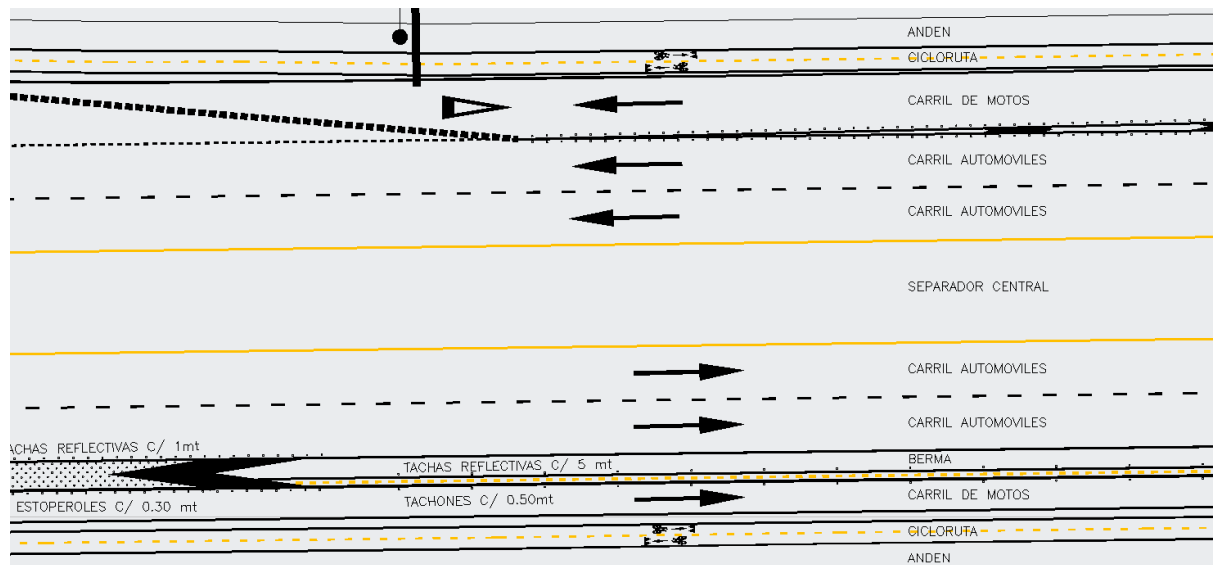 ANDEN
CICLORUTA
CARRIL DE MOTOS
CARRIL AUTOMOVILES
CARRIL AUTOMOVILES
SEPARADOR CENTRAL
CARRIL AUTOMOVILES
CARRIL AUTOMOVILES
ACHAS REFLECTIVAS C/ 1mt
BERMA
TACHAS REFLECTIVAS C/ 5 mt
CARRIL DE MOTOS
TACHONES C/ 0.50mt
ESTOPEROLES C/ 0.30 mt
CICLORUTA
ANDEN